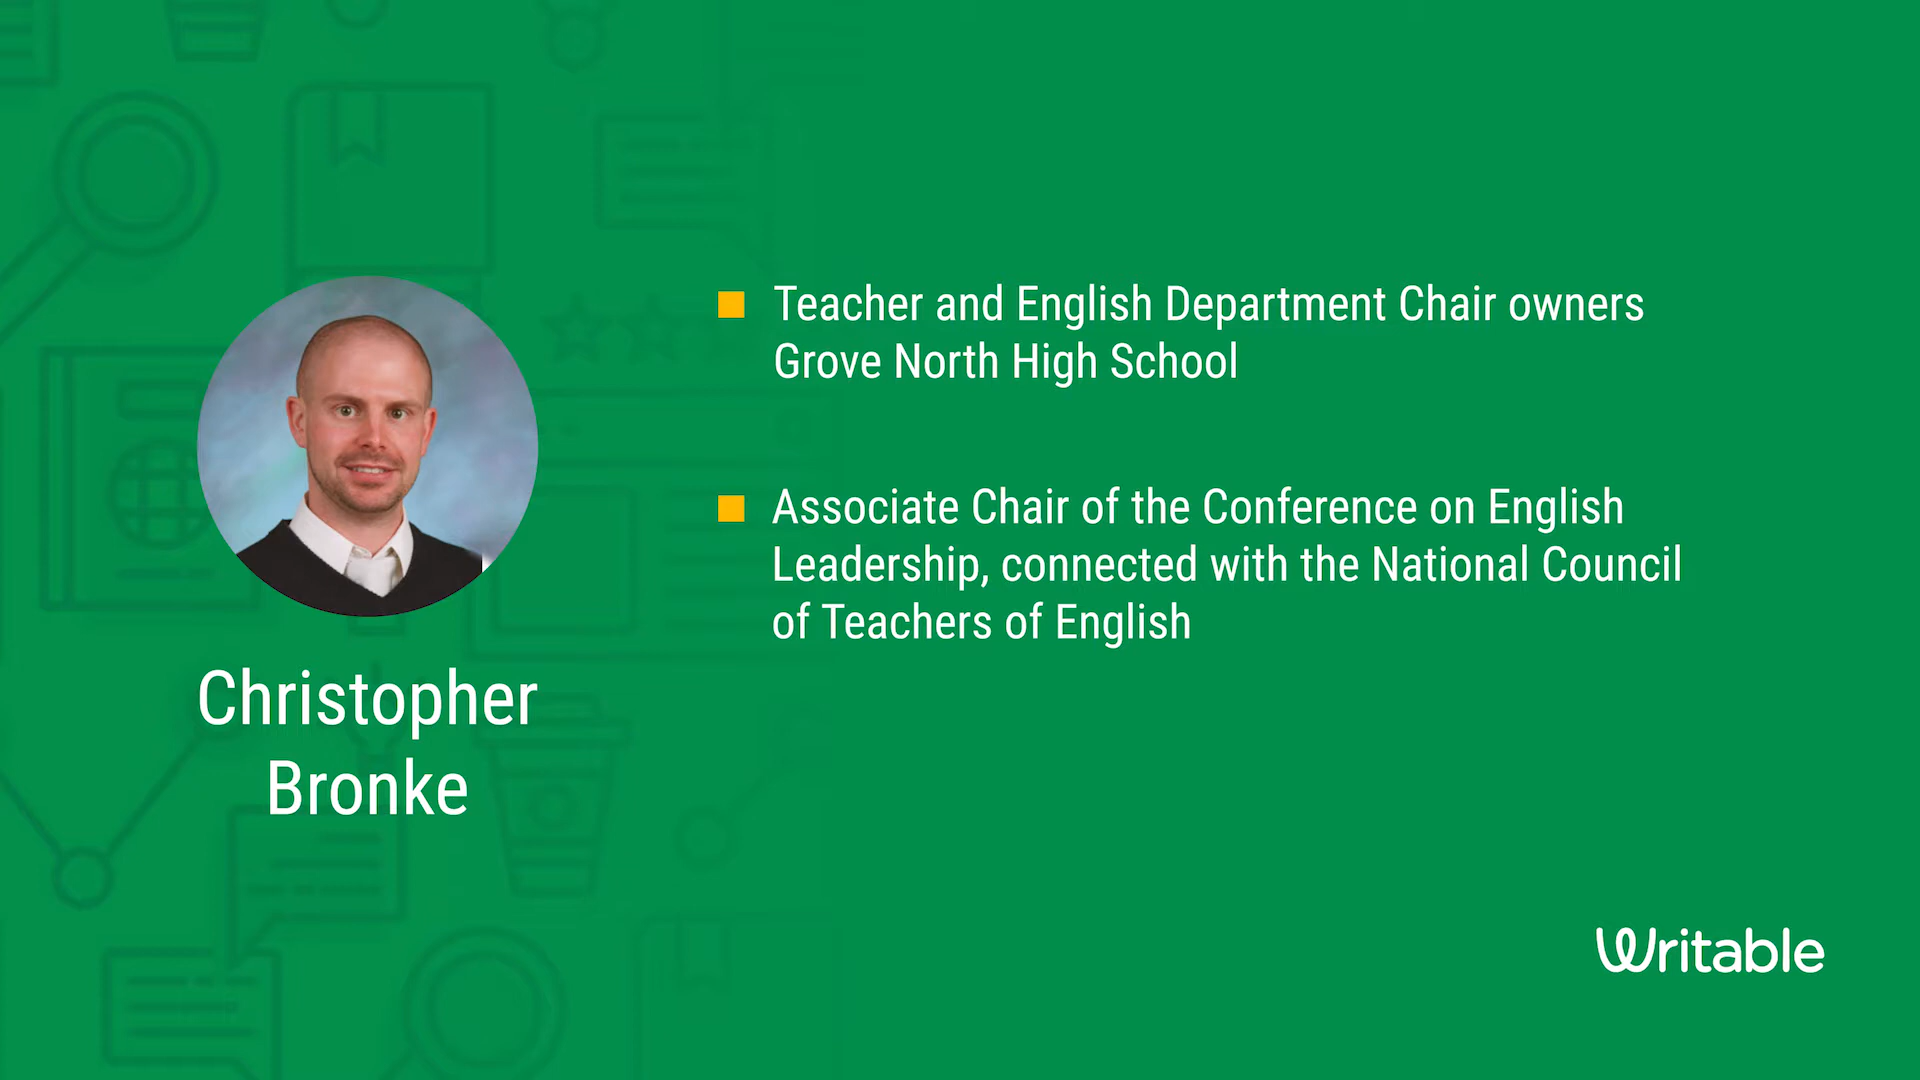 Teacher and English Department Chair owners
Grove North High School
Associate Chair of the Conference on English
Leadership, connected with the National Council
of Teachers of English
Christopher
Bronke
Writable